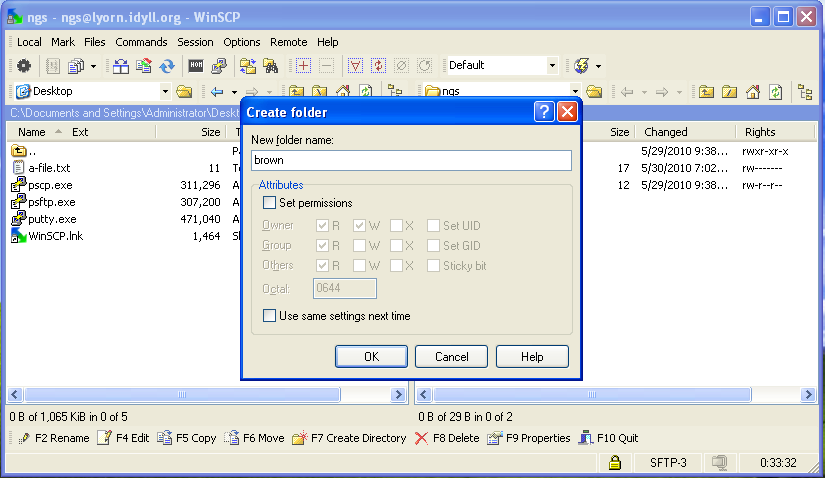 ngs - ngs@lyorn.idyll.org - WinSCP
Local Mark Files Commands Session Options Remote Help
Default
Desktop
ngs
C:\Documents and Settings\Administrator\Deskt
Name Ext Size T
Size Changed Rights
.. P
5/29/2010 9:38... rwxr-xr-x
a-file.txt 11 T
17 5/30/2010 7:02... rw-------
pscp.exe 311,296 A
12 5/29/2010 9:38... rw-r--r--
psftp.exe 307,200 A
putty.exe 471,040 A
WinSCP.lnk 1,464 S
Create folder
New folder name:
brown
Attributes
Set permissions
Owner R W X Set UID
Group R W X Set GID
Others R W X Sticky bit
Octal: 0644
Use same settings next time
OK Cancel Help
0 B of 1,065 KiB in 0 of 5
0 B of 29 B in 0 of 2
F2 Rename F4 Edit F5 Copy F6 Move F7 Create Directory F8 Delete F9 Properties F10 Quit
SFTP-3 0:33:32